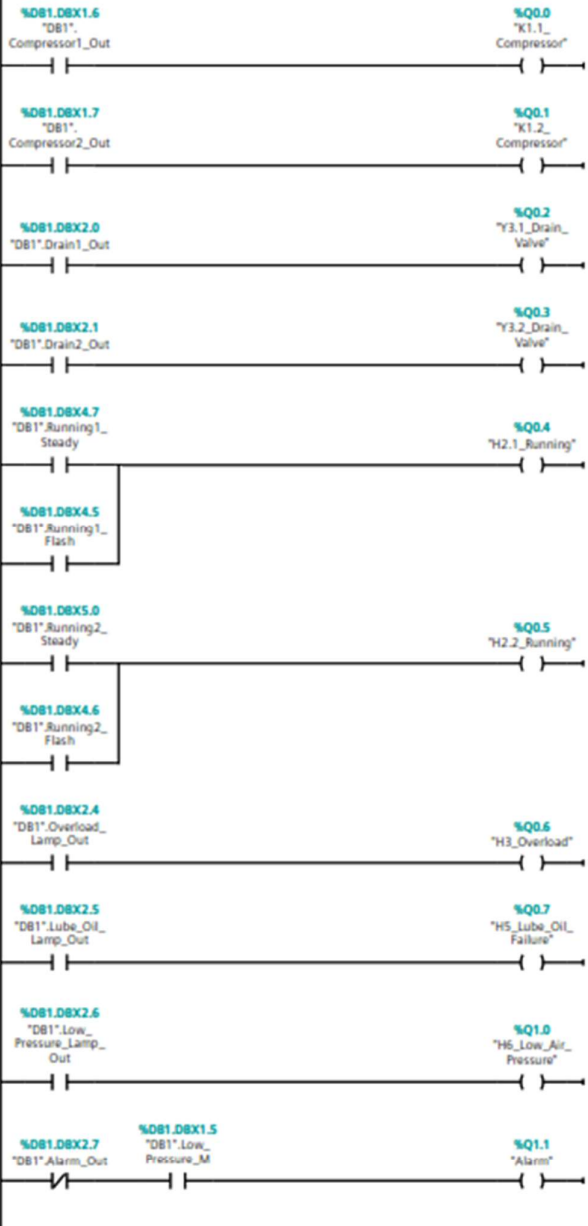 %DB1.DBX1.6
"DB1".
Compressor1_Out
%Q0.0
"K1.1_
Compressor"
%DB1.DBX1.7
"DB1".
Compressor2_Out
%Q0.1
"K1.2_
Compressor"
%DB1.DBX2.0
"DB1".Drain1_Out
%Q0.2
"Y3.1_Drain_
Valve"
%DB1.DBX2.1
"DB1".Drain2_Out
%Q0.3
"Y3.2_Drain_
Valve"
%DB1.DBX4.7
"DB1".Running1_
Steady
%Q0.4
"H2.1_Running"
%DB1.DBX4.5
"DB1".Running1_
Flash
%DB1.DBX5.0
"DB1".Running2_
Steady
%Q0.5
"H2.2_Running"
%DB1.DBX4.6
"DB1".Running2_
Flash
%DB1.DBX2.4
"DB1".Overload_
Lamp_Out
%Q0.6
"H3_Overload"
%DB1.DBX2.5
"DB1".Lube_Oil_
Lamp_Out
%Q0.7
"H5_Lube_Oil_
Failure"
%DB1.DBX2.6
"DB1".Low_
Pressure_Lamp_
Out
%Q1.0
"H6_Low_Air_
Pressure"
%DB1.DBX2.7
"DB1".Alarm_Out
%DB1.DBX1.5
"DB1".Low_
Pressure_M
%Q1.1
"Alarm"